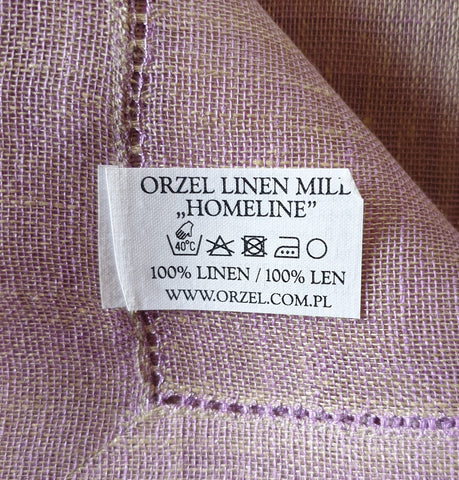 ORZEL LINEN MILL
„HOMELINE”
40°C
100% LINEN / 100% LEN
WWW.ORZEL.COM.PL